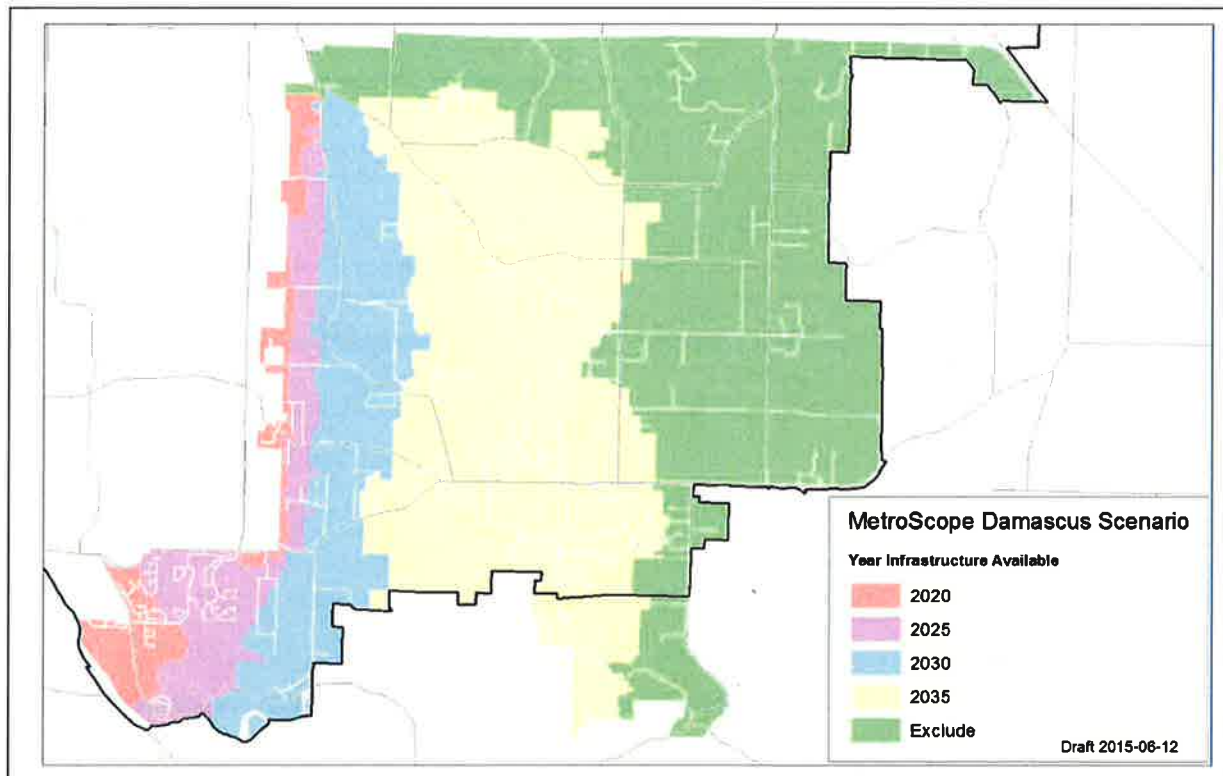 MetroScope Damascus Scenario
Year Infrastructure Available
2020
2025
2030
2035
Exclude
Draft 2015-06-12